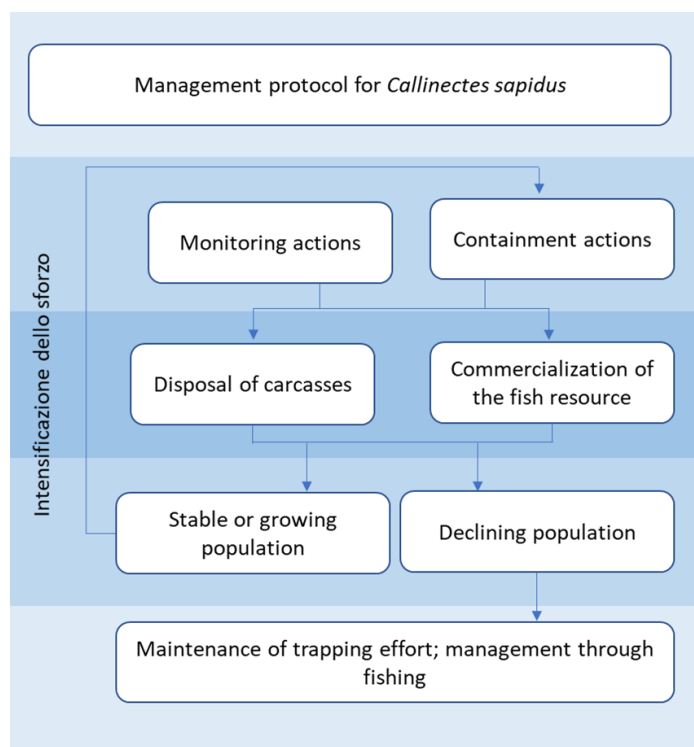 Management protocol for Callinectes sapidus
Monitoring actions
Containment actions
Intensificazione dello sforzo
Disposal of carcasses
Commercialization of
the fish resource
Stable or growing
population
Declining population
Maintenance of trapping effort; management through
fishing